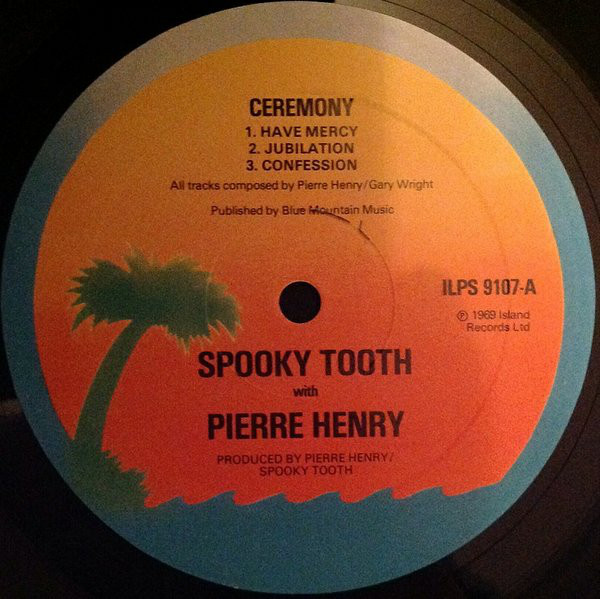 CEREMONY
1. HAVE MERCY
2. JUBILATION
3. CONFESSION
All tracks composed by Pierre Henry/Gary Wright
Published by Blue Mountain Music
ILPS 9107-A
℗ 1969 Island
Records Ltd
SPOOKY TOOTH
with
PIERRE HENRY
PRODUCED BY PIERRE HENRY/
SPOOKY TOOTH